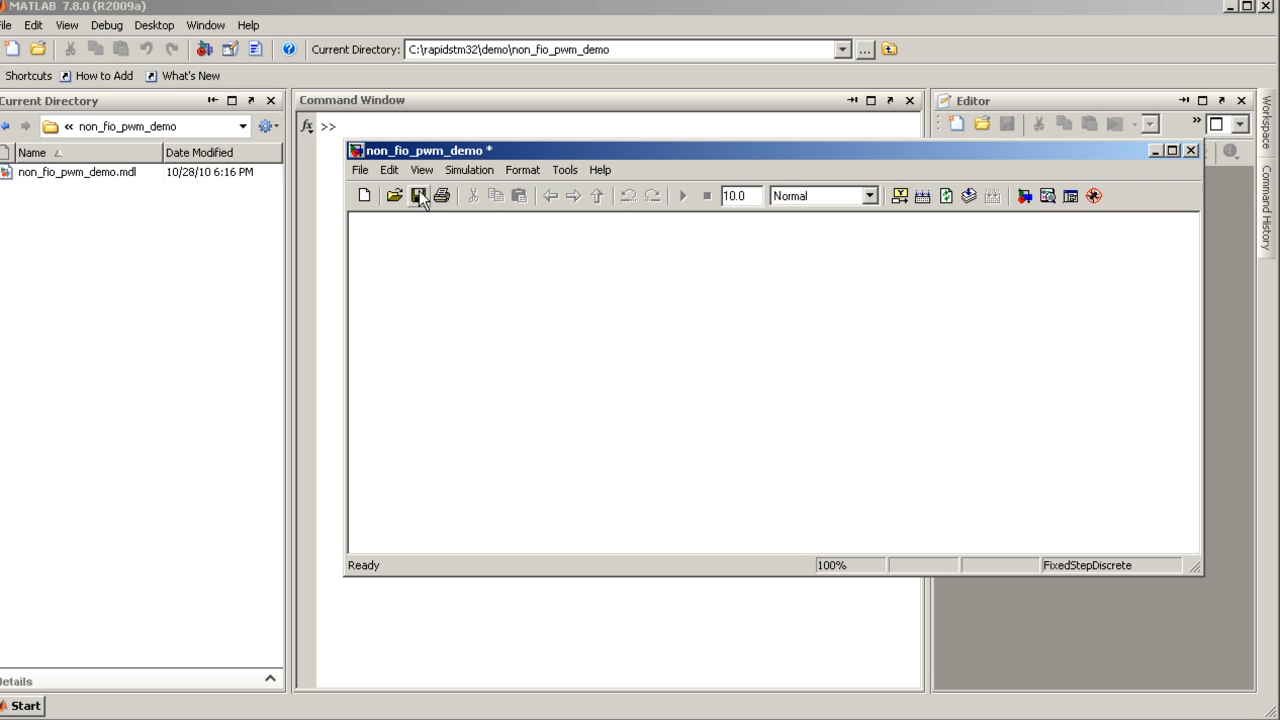 MATLAB 7.8.0 (R2009a)
File Edit View Debug Desktop Window Help
Current Directory: C:\rapidstm32\demo\non_fio_pwm_demo ...
Shortcuts How to Add What's New
Current Directory
« non_fio_pwm_demo
Name Date Modified
non_fio_pwm_demo.mdl 10/28/10 6:16 PM
Details
Start
Command Window
fx >>
non_fio_pwm_demo *
File Edit View Simulation Format Tools Help
10.0 Normal
Ready 100% FixedStepDiscrete
Editor
»
Workspace
Command History